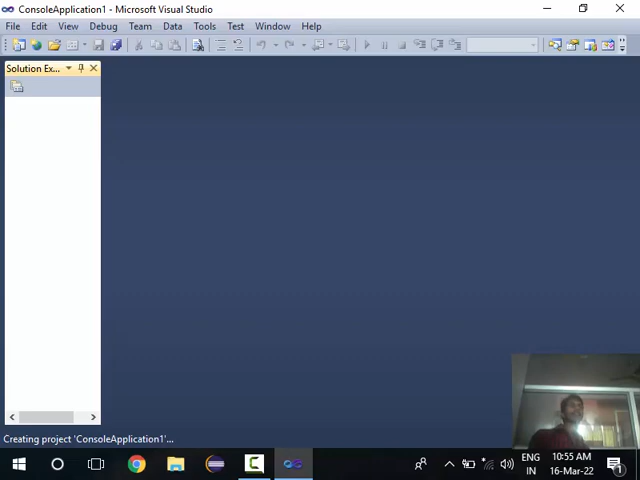 ConsoleApplication1 - Microsoft Visual Studio
File Edit View Debug Team Data Tools Test Window Help
Solution Ex...
Creating project 'ConsoleApplication1'...
ENG 10:55 AM
IN 16-Mar-22
1